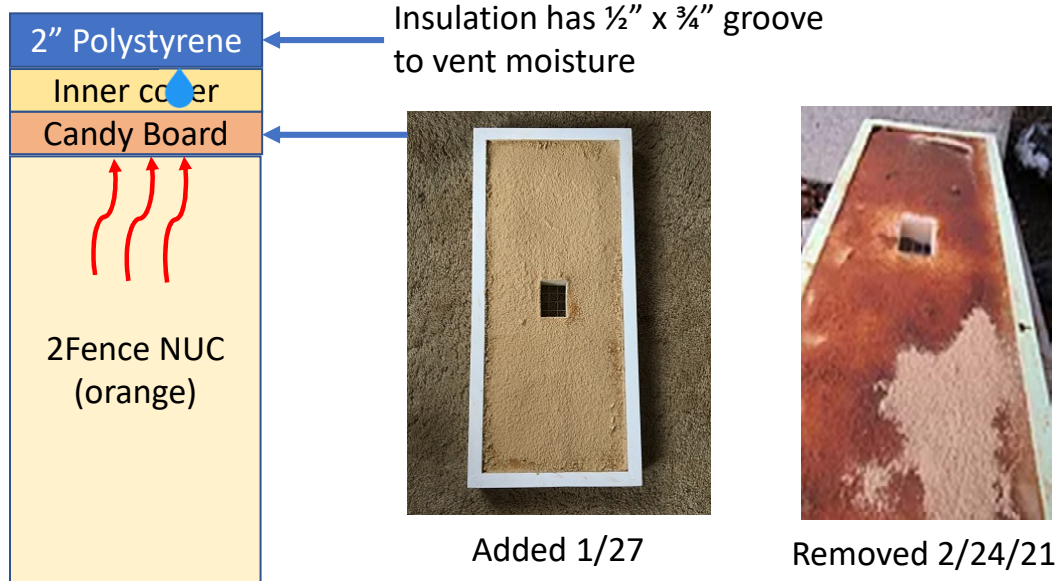 Insulation has ½” x ¾” groove
to vent moisture
2” Polystyrene
Inner cover
Candy Board
2Fence NUC
(orange)
Added 1/27
Removed 2/24/21